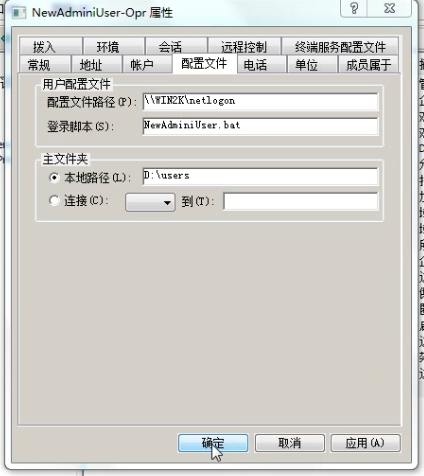 NewAdminiUser-Opr 属性
拨入 环境 会话 远程控制 终端服务配置文件
常规 地址 帐户 配置文件 电话 单位 成员属于
用户配置文件
配置文件路径(P): \\WIN2K\netlogon
登录脚本(S): NewAdminiUser.bat
主文件夹
本地路径(L): D:\users
连接(C): 到(T):
确定 取消 应用(A)